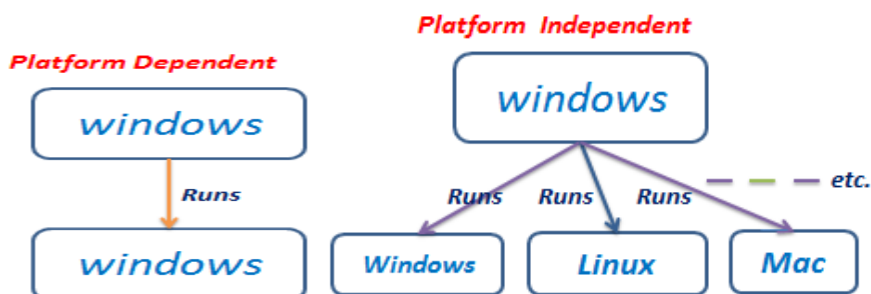 Platform Dependent
windows
Runs
windows
Platform Independent
windows
Runs Runs Runs etc.
Windows Linux Mac